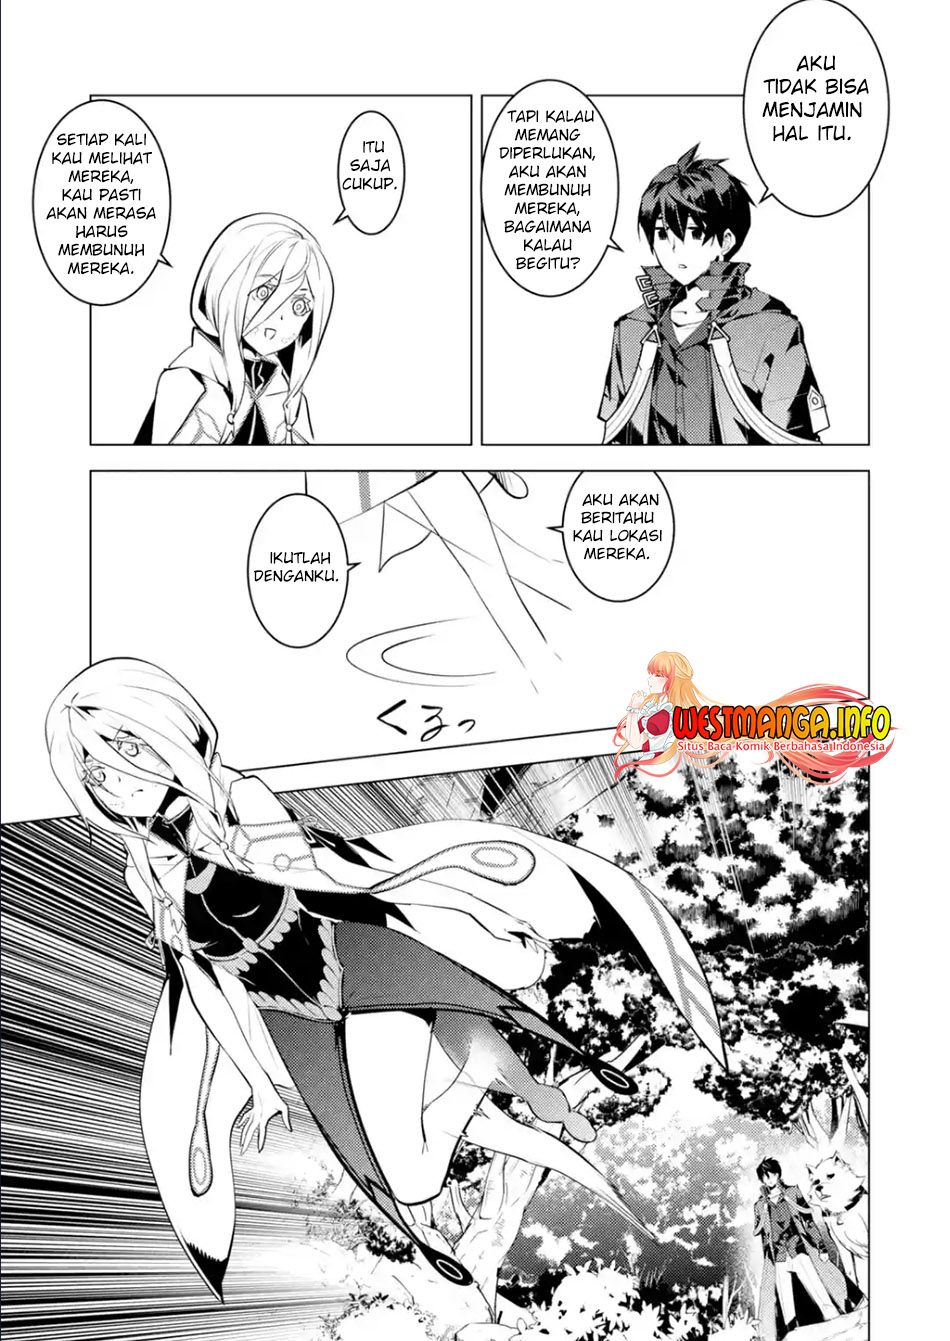 AKU
TIDAK BISA
MENJAMIN
HAL ITU.
TAPI KALAU
MEMANG
DIPERLUKAN,
AKU AKAN
MEMBUNUH
MEREKA,
BAGAIMANA
KALAU
BEGITU?
ITU
SAJA
CUKUP.
SETIAP KALI
KAU MELIHAT
MEREKA,
KAU PASTI
AKAN MERASA
HARUS
MEMBUNUH
MEREKA.
AKU AKAN
BERITAHU
KAU LOKASI
MEREKA.
IKUTLAH
DENGANKU.
くるっ
WESTMANGA.INFO
Situs Baca Komik Berbahasa Indonesia